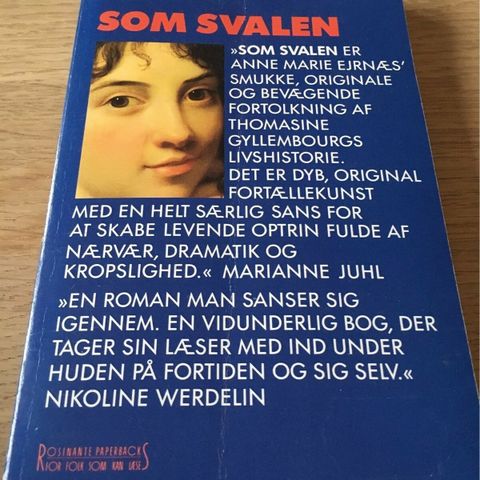 SOM SVALEN
»SOM SVALEN ER
ANNE MARIE EJRNÆS'
SMUKKE, ORIGINALE
OG BEVÆGENDE
FORTOLKNING AF
THOMASINE
GYLLEMBOURGS
LIVSHISTORIE.
DET ER DYB, ORIGINAL
FORTÆLLEKUNST
MED EN HELT SÆRLIG SANS FOR
AT SKABE LEVENDE OPTRIN FULDE AF
NÆRVÆR, DRAMATIK OG
KROPSLIGHED.« MARIANNE JUHL
»EN ROMAN MAN SANSER SIG
IGENNEM. EN VIDUNDERLIG BOG, DER
TAGER SIN LÆSER MED IND UNDER
HUDEN PÅ FORTIDEN OG SIG SELV.«
NIKOLINE WERDELIN
ROSINANTE PAPERBACKS
FOR FOLK SOM KAN LÆSE